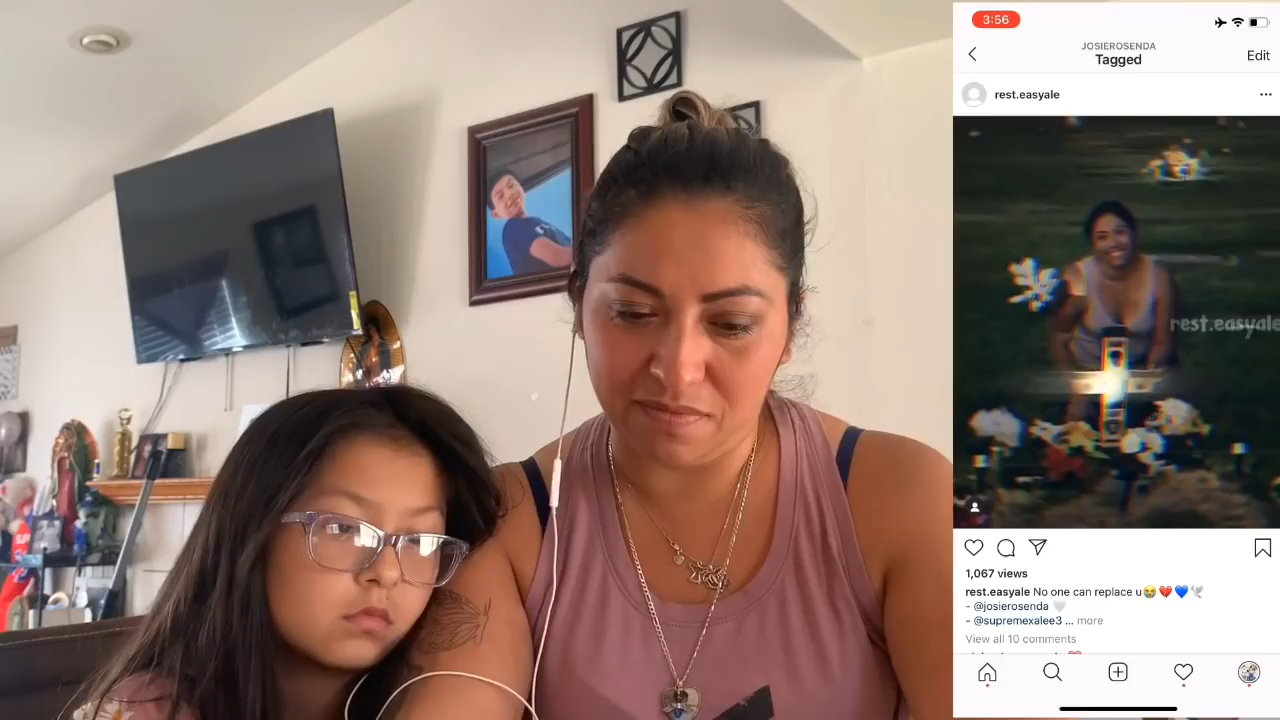 3:56
JOSIEROSENDA
Tagged
Edit
rest.easyale
rest.easyale
1,067 views
rest.easyale No one can replace u😭💔💙🕊
- @josierosenda 🤍
- @supremexalee3 ... more
View all 10 comments